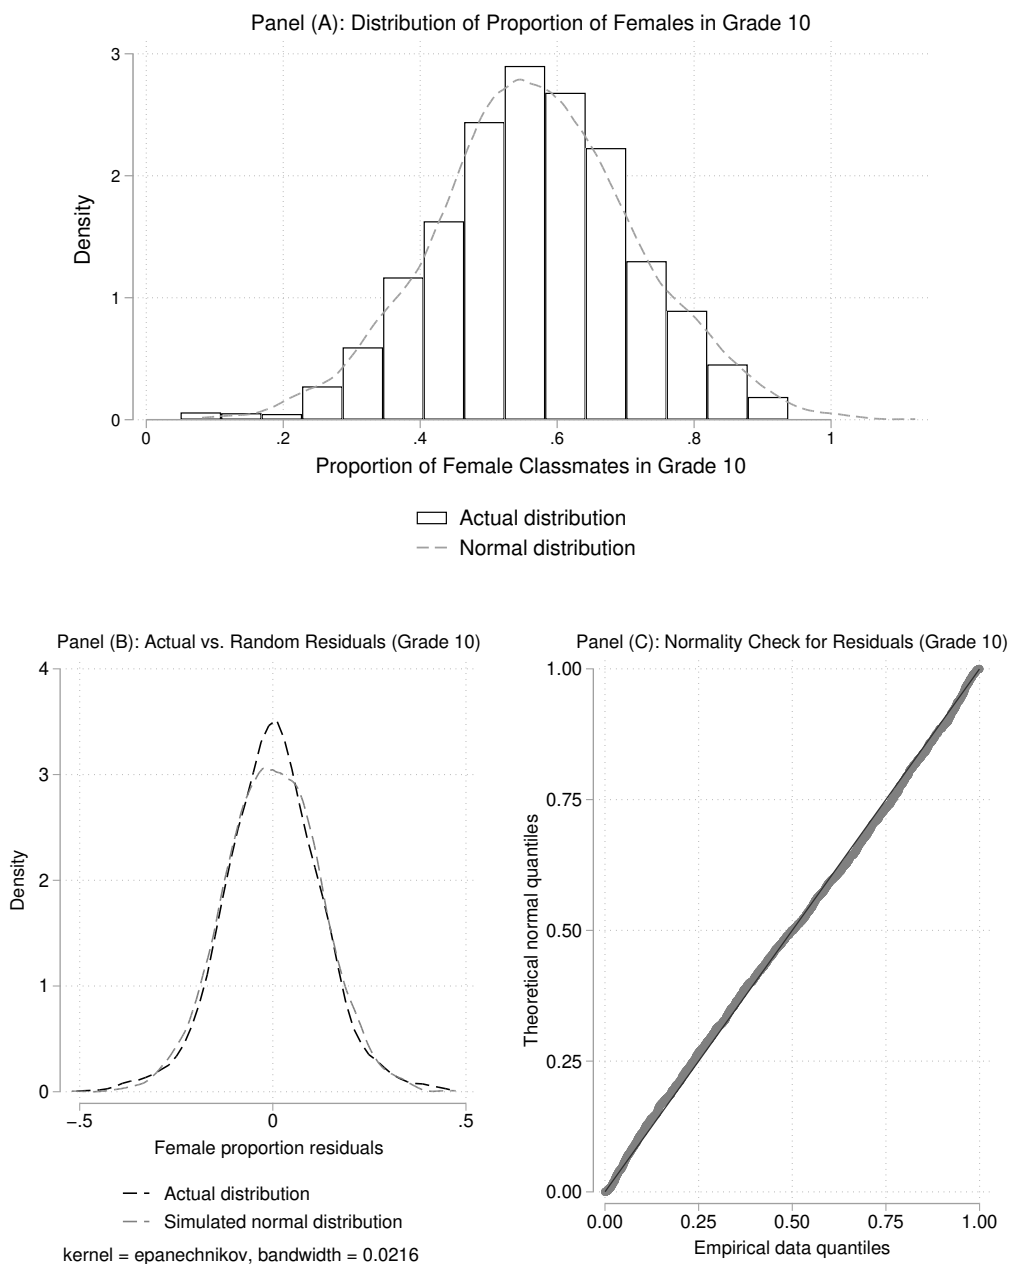 Panel (A): Distribution of Proportion of Females in Grade 10
3
2
1
0
Density
0 .2 .4 .6 .8 1
Proportion of Female Classmates in Grade 10
Actual distribution
Normal distribution
Panel (B): Actual vs. Random Residuals (Grade 10)
4
3
2
1
0
Density
−.5 0 .5
Female proportion residuals
Actual distribution
Simulated normal distribution
kernel = epanechnikov, bandwidth = 0.0216
Panel (C): Normality Check for Residuals (Grade 10)
1.00
0.75
0.50
0.25
0.00
Theoretical normal quantiles
0.00 0.25 0.50 0.75 1.00
Empirical data quantiles